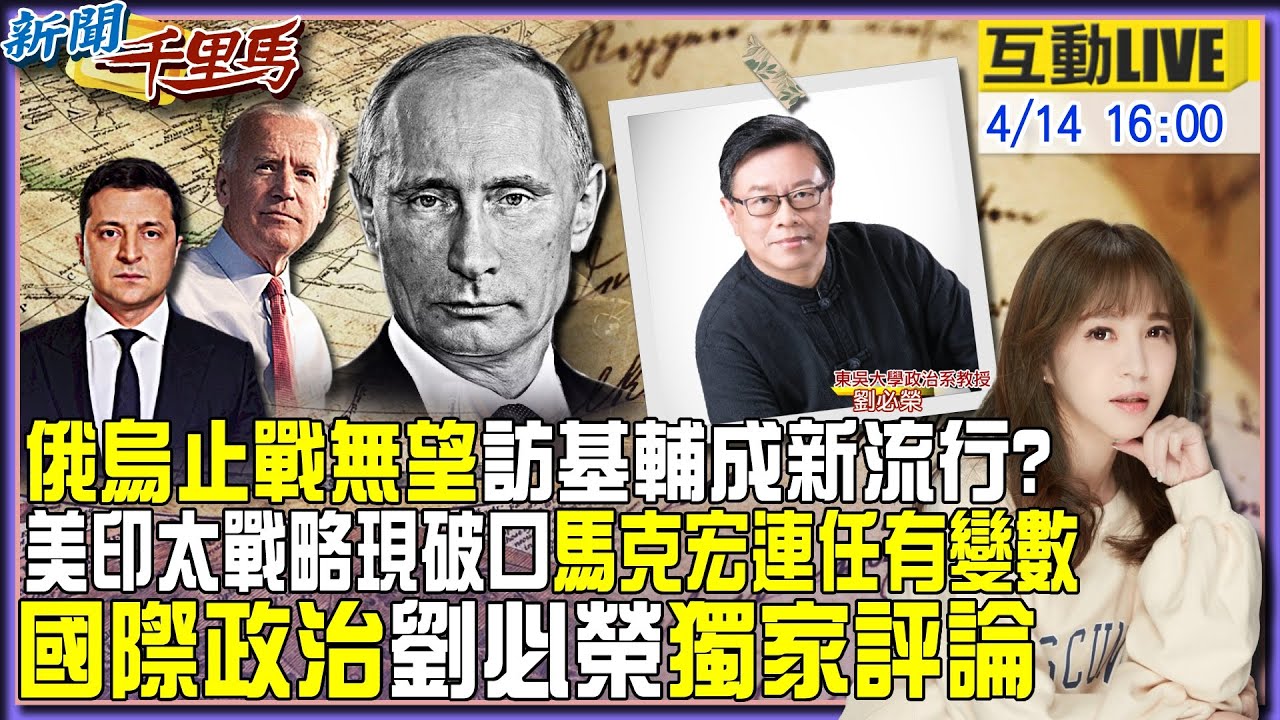 新聞千里馬
互動LIVE
4/14 16:00
東吳大學政治系教授
劉必榮
俄烏止戰無望訪基輔成新流行?
美印太戰略現破口馬克宏連任有變數
國際政治劉必榮獨家評論